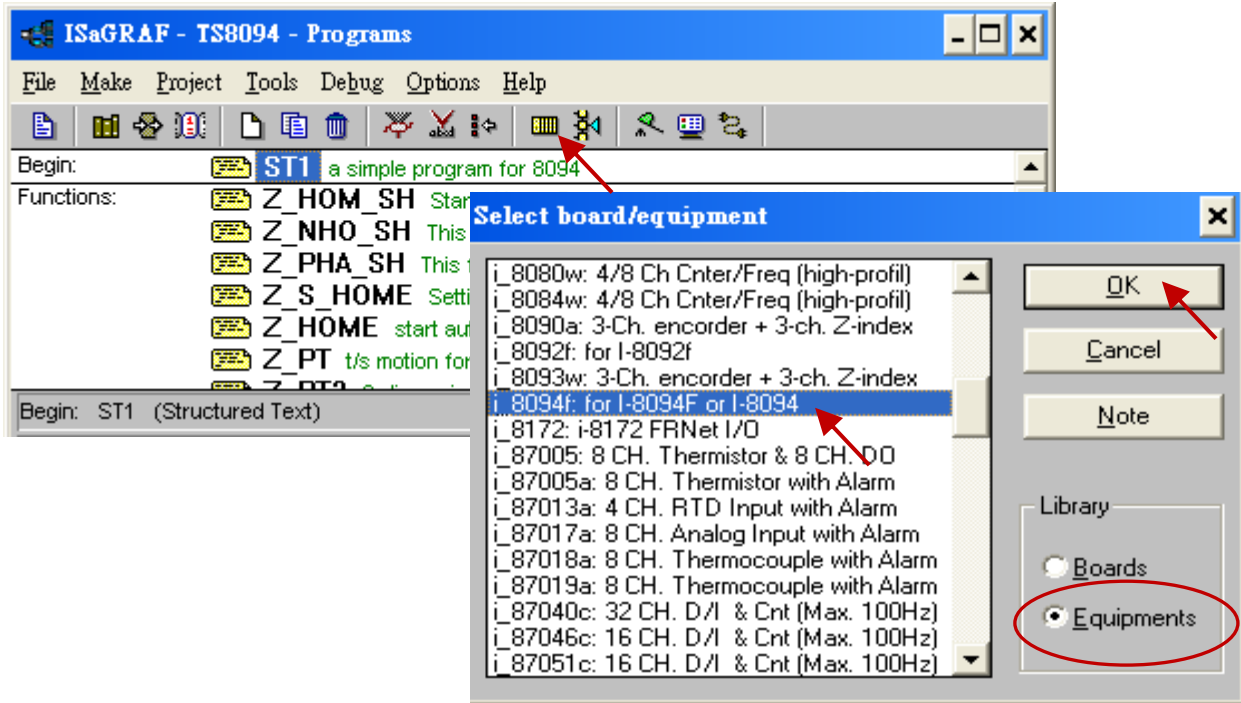 ISaGRAF - TS8094 - Programs
File Make Project Tools Debug Options Help
Begin: ST1 a simple program for 8094
Functions: Z_HOM_SH Star
Z_NHO_SH This
Z_PHA_SH This
Z_S_HOME Setti
Z_HOME start au
Z_PT t/s motion for
Z_PT2
Begin: ST1 (Structured Text)
Select board/equipment
i_8080w: 4/8 Ch Cnter/Freq (high-profil)
i_8084w: 4/8 Ch Cnter/Freq (high-profil)
i_8090a: 3-Ch. encorder + 3-ch. Z-index
i_8092f: for I-8092f
i_8093w: 3-Ch. encorder + 3-ch. Z-index
i_8094f: for I-8094F or I-8094
i_8172: i-8172 FRNet I/O
i_87005: 8 CH. Thermistor & 8 CH. DO
i_87005a: 8 CH. Thermistor with Alarm
i_87013a: 4 CH. RTD Input with Alarm
i_87017a: 8 CH. Analog Input with Alarm
i_87018a: 8 CH. Thermocouple with Alarm
i_87019a: 8 CH. Thermocouple with Alarm
i_87040c: 32 CH. D/I & Cnt (Max. 100Hz)
i_87046c: 16 CH. D/I & Cnt (Max. 100Hz)
i_87051c: 16 CH. D/I & Cnt (Max. 100Hz)
OK
Cancel
Note
Library
Boards
Equipments